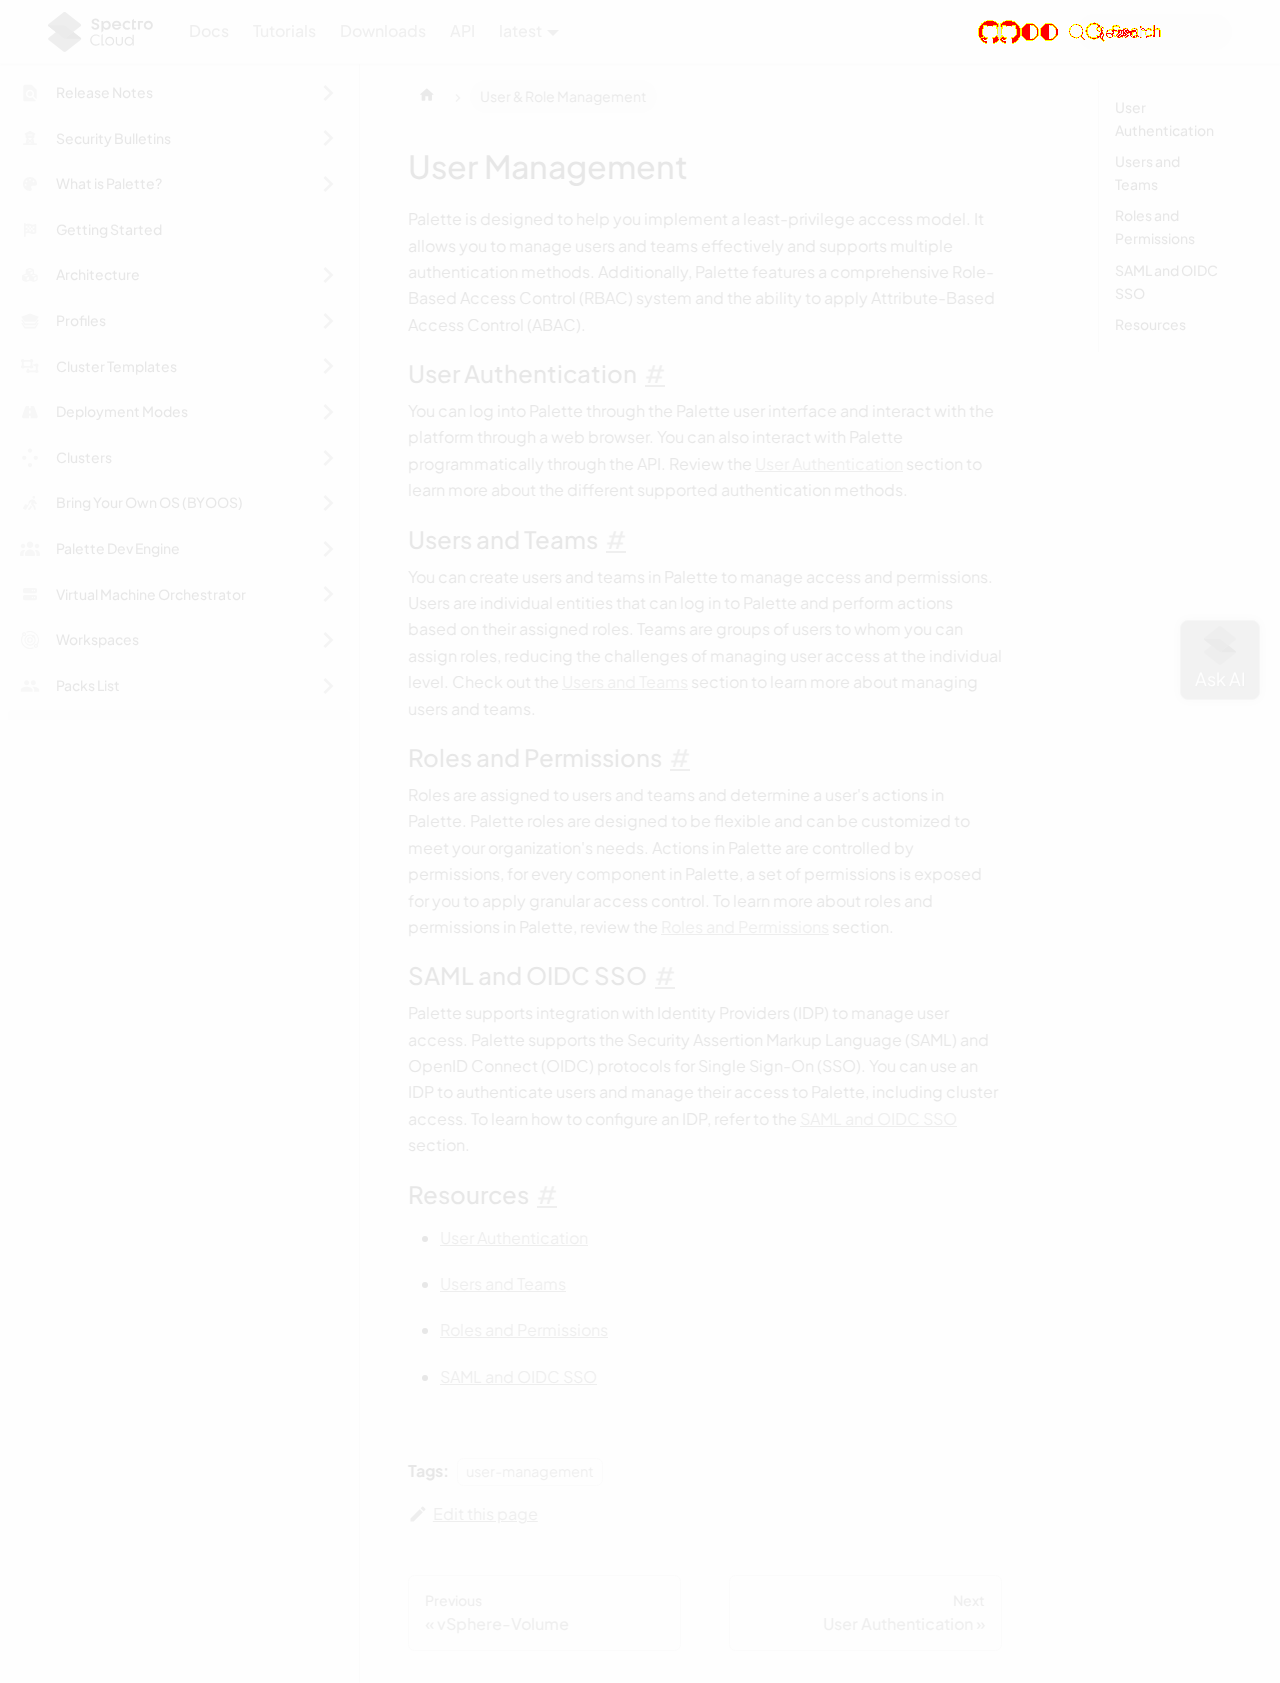 Spectro
Cloud
Docs
Tutorials
Downloads
API
latest
Release Notes
Security Bulletins
What is Palette?
Getting Started
Architecture
Profiles
Cluster Templates
Deployment Modes
Clusters
Bring Your Own OS (BYOOS)
Palette Dev Engine
Virtual Machine Orchestrator
Workspaces
Packs List
User & Role Management
User Management
Palette is designed to help you implement a least-privilege access model. It
allows you to manage users and teams effectively and supports multiple
authentication methods. Additionally, Palette features a comprehensive Role-
Based Access Control (RBAC) system and the ability to apply Attribute-Based
Access Control (ABAC).
User Authentication #
You can log into Palette through the Palette user interface and interact with the
platform through a web browser. You can also interact with Palette
programmatically through the API. Review the User Authentication section to
learn more about the different supported authentication methods.
Users and Teams #
You can create users and teams in Palette to manage access and permissions.
Users are individual entities that can log in to Palette and perform actions
based on their assigned roles. Teams are groups of users to whom you can
assign roles, reducing the challenges of managing user access at the individual
level. Check out the Users and Teams section to learn more about managing
users and teams.
Roles and Permissions #
Roles are assigned to users and teams and determine a user's actions in
Palette. Palette roles are designed to be flexible and can be customized to
meet your organization's needs. Actions in Palette are controlled by
permissions, for every component in Palette, a set of permissions is exposed
for you to apply granular access control. To learn more about roles and
permissions in Palette, review the Roles and Permissions section.
SAML and OIDC SSO #
Palette supports integration with Identity Providers (IDP) to manage user
access. Palette supports the Security Assertion Markup Language (SAML) and
OpenID Connect (OIDC) protocols for Single Sign-On (SSO). You can use an
IDP to authenticate users and manage their access to Palette, including cluster
access. To learn how to configure an IDP, refer to the SAML and OIDC SSO
section.
Resources #
User Authentication
Users and Teams
Roles and Permissions
SAML and OIDC SSO
Tags: user-management
Edit this page
Previous
« vSphere-Volume
Next
User Authentication »
User
Authentication
Users and
Teams
Roles and
Permissions
SAML and OIDC
SSO
Resources
Ask AI